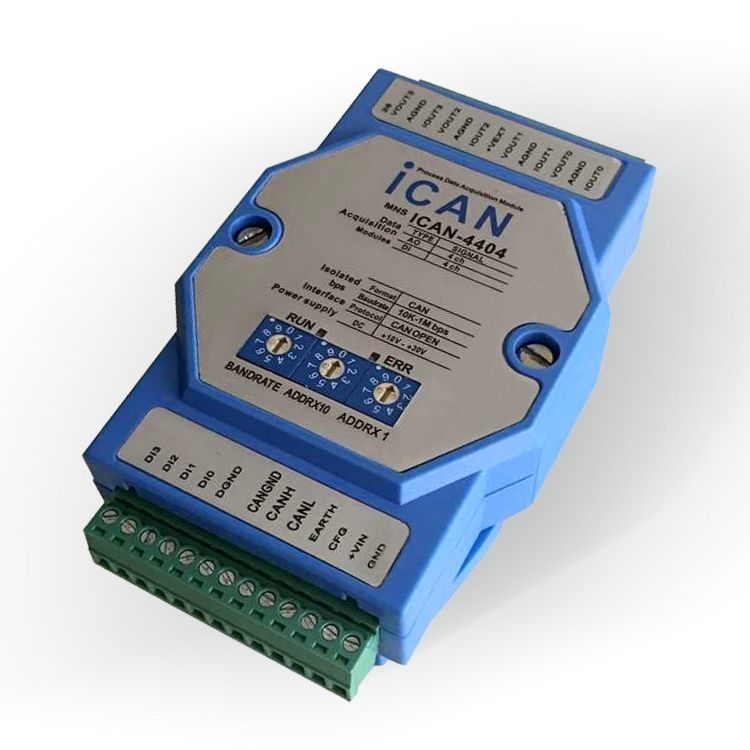 28
VOUT3
AGND
IOUT3
VOUT2
AGND
IOUT2
+VEXT
VOUT1
AGND
IOUT1
VOUT0
AGND
IOUT0
iCAN
Process Data Acquisition Module
MNS ICAN-4404
Data Acquisition Modules
TYPE SIGNAL
AO 4 ch
DI 4 ch
Isolated
bps
Interface
Power supply
Format CAN
Baudrate 10K-1M bps
Protocol CANOPEN
DC +10V - +30V
RUN
ERR
BANDRATE ADDRX10 ADDRX1
DI3
DI2
DI1
DI0
DGND
CANGND
CANH
CANL
EARTH
CFG
+VIN
GND